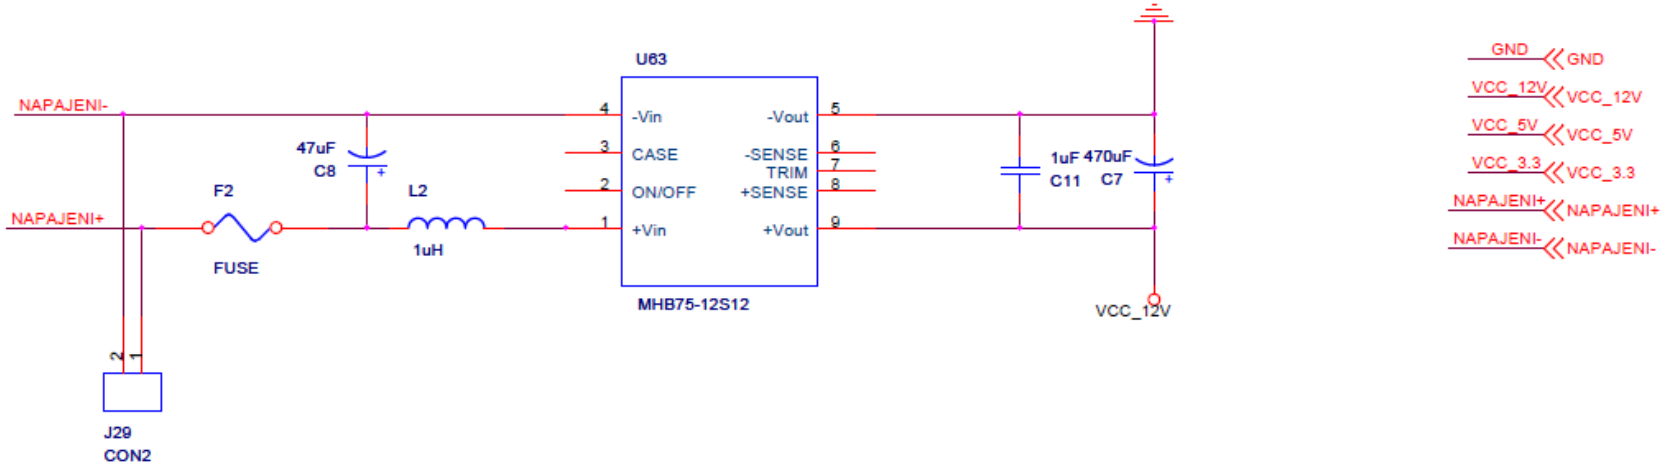 U63
NAPAJENI-
4
-Vin
-Vout
5
47uF
C8
3
CASE
-SENSE
6
TRIM
7
2
ON/OFF
+SENSE
8
1uF
C11
470uF
C7
F2
L2
NAPAJENI+
1
+Vin
+Vout
9
FUSE
1uH
MHB75-12S12
VCC_12V
2
1
J29
CON2
GND
GND
VCC_12V
VCC_12V
VCC_5V
VCC_5V
VCC_3.3
VCC_3.3
NAPAJENI+
NAPAJENI+
NAPAJENI-
NAPAJENI-